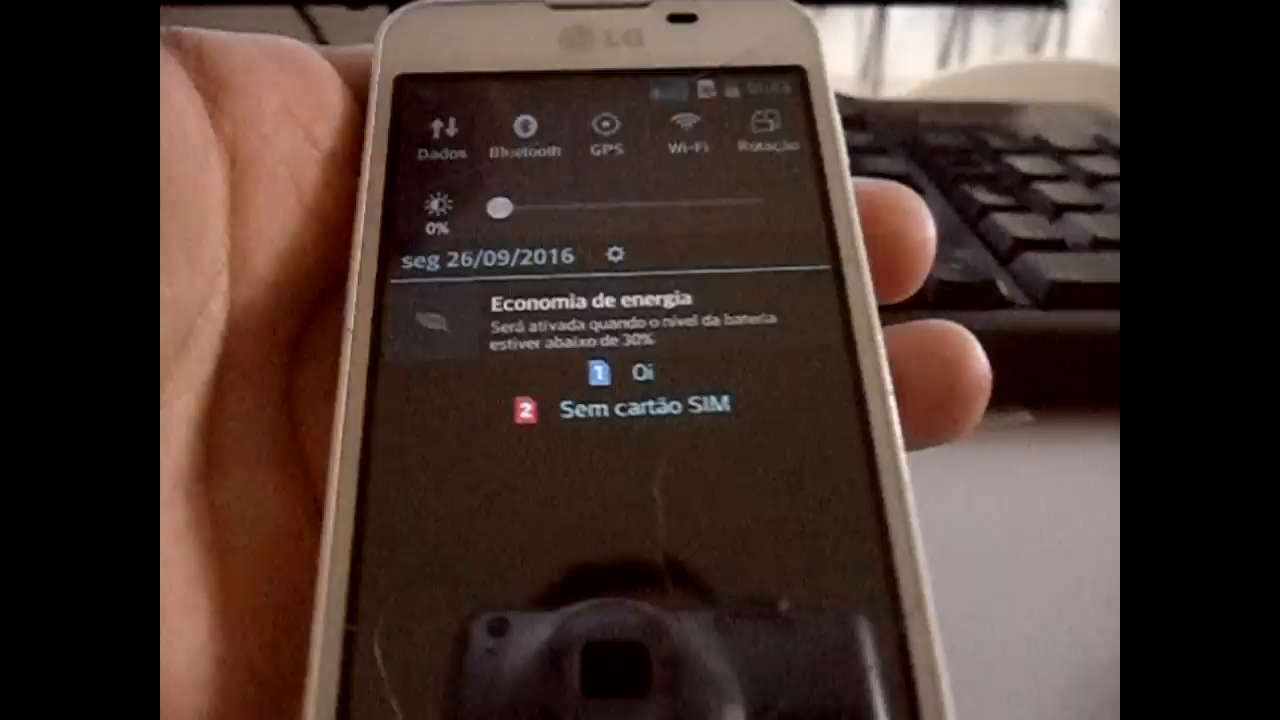 LG
Dados Bluetooth GPS Wi-Fi Rotação
0%
seg 26/09/2016
Economia de energia
Será ativada quando o nível da bateria
estiver abaixo de 30%
1 Oi
2 Sem cartão SIM